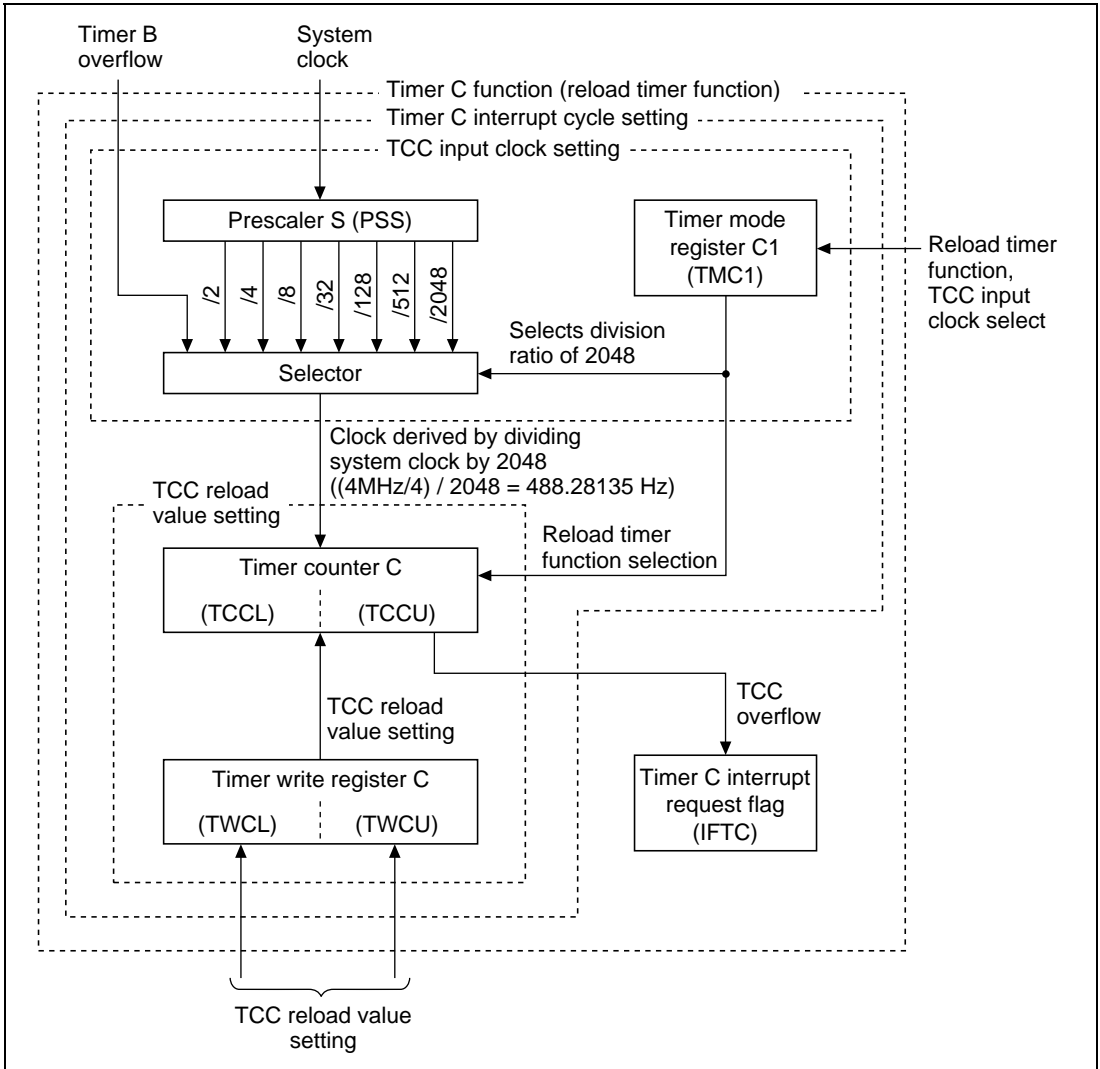 Timer B
overflow
System
clock
Timer C function (reload timer function)
Timer C interrupt cycle setting
TCC input clock setting
Prescaler S (PSS)
/2
/4
/8
/32
/128
/512
/2048
Timer mode
register C1
(TMC1)
Reload timer
function,
TCC input
clock select
Selects division
ratio of 2048
Selector
Clock derived by dividing
system clock by 2048
((4MHz/4) / 2048 = 488.28135 Hz)
TCC reload
value setting
Reload timer
function selection
Timer counter C
(TCCL) (TCCU)
TCC reload
value setting
TCC
overflow
Timer write register C
(TWCL) (TWCU)
Timer C interrupt
request flag
(IFTC)
TCC reload value
setting